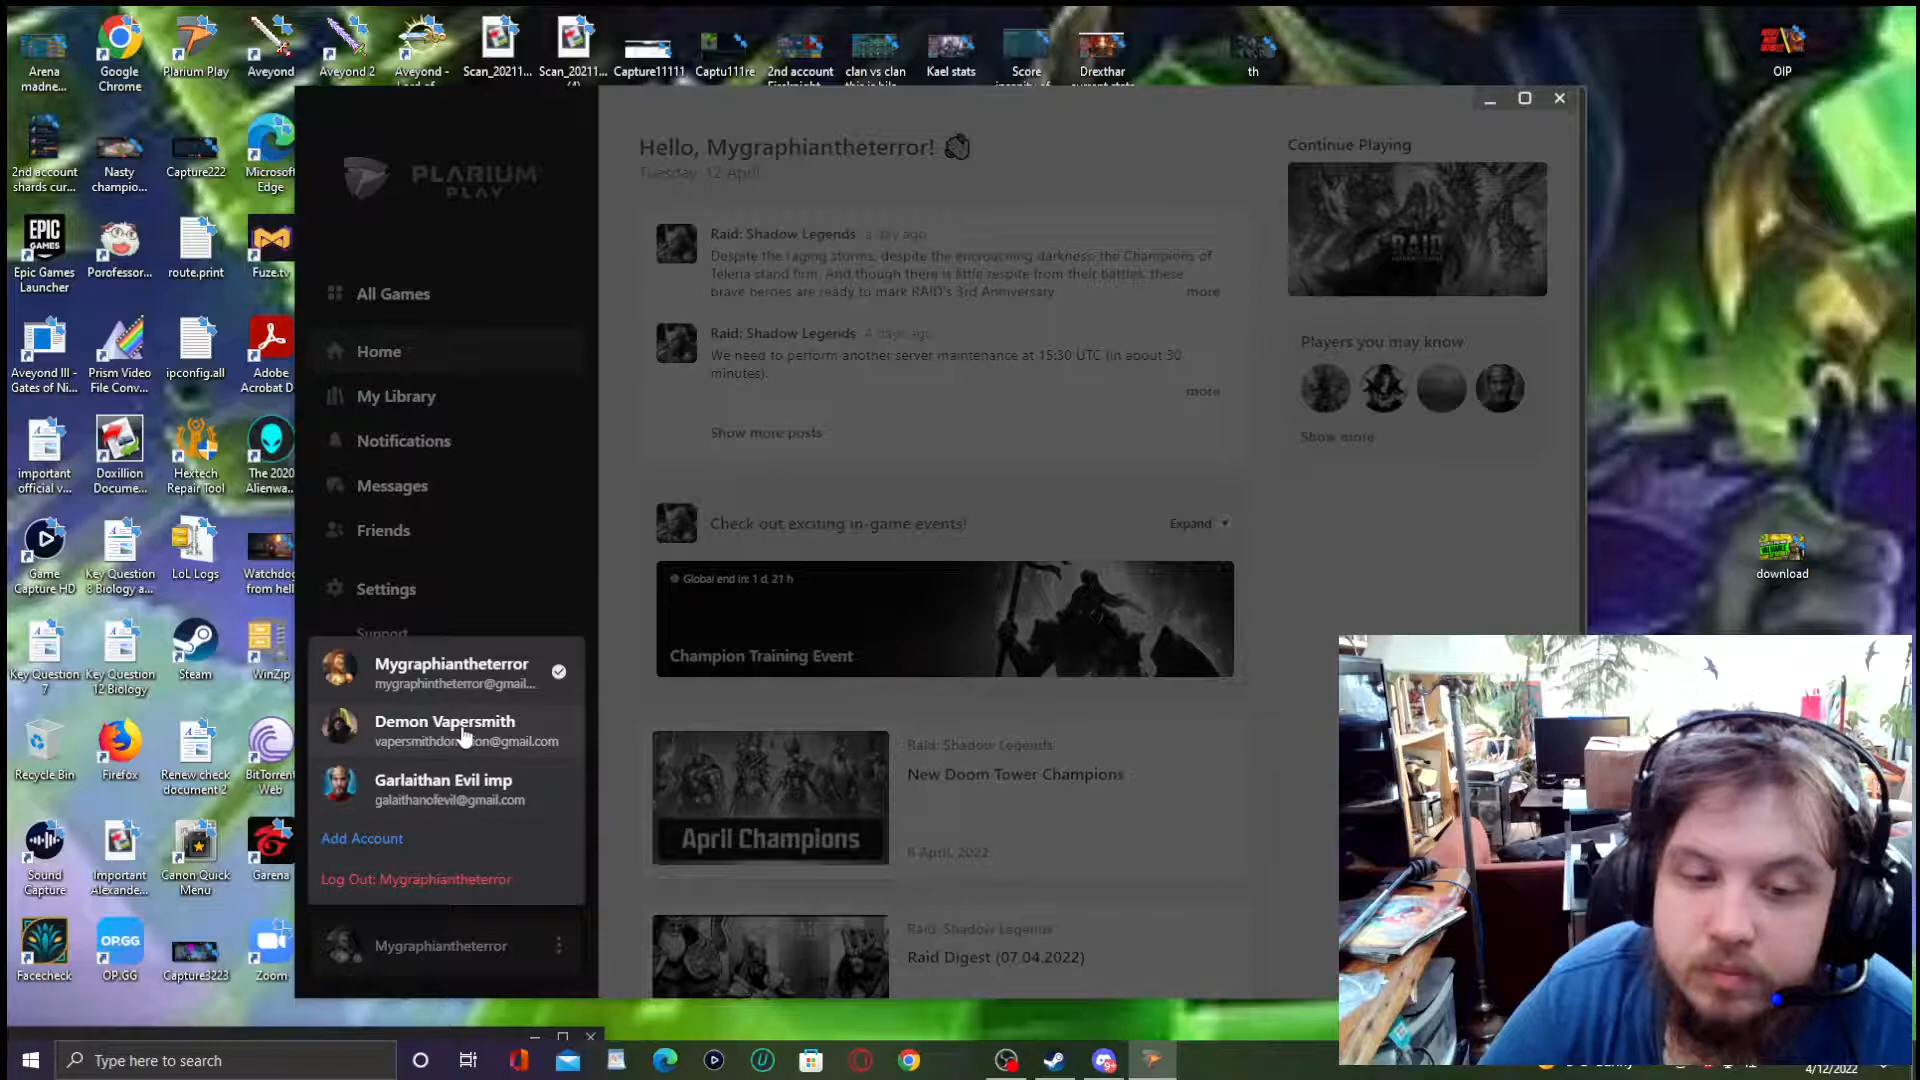 Arena madne...
Google Chrome
Plarium Play
Aveyond
Aveyond 2
Aveyond -
Scan_20211...
Scan_20211... (4)
Capture11111
Captu111re
2nd account
clan vs clan
Kael stats
Score
Drexthar
th
OIP
2nd account shards cur...
Nasty champio...
Capture222
Microsoft Edge
EPIC GAMES
Epic Games Launcher
Porofessor...
route.print
Fuze.tv
Aveyond III - Gates of Ni...
Prism Video File Conv...
ipconfig.all
Adobe Acrobat D
important official v...
Doxillion Docume...
Hextech Repair Tool
The 2020 Alienwa...
Game Capture HD
Key Question 8 Biology a...
LoL Logs
Watchdog from hell
Key Question 7
Key Question 12 Biology
Steam
WinZip
Recycle Bin
Firefox
Renew check document 2
BitTorrent Web
Sound Capture
Important Alexande...
Canon Quick Menu
Garena
Facecheck
OP.GG
OP.GG
Capture3223
Zoom
download
PLARIUM PLAY
All Games
Home
My Library
Notifications
Messages
Friends
Settings
Support
Mygraphiantheterror
mygraphintheterror@gmail...
Demon Vapersmith
Garlaithan Evil imp
galaithanofevil@gmail.com
Add Account
Log Out: Mygraphiantheterror
Mygraphiantheterror
Hello, Mygraphiantheterror!
Tuesday, 12 April
Raid: Shadow Legends a day ago
Despite the raging storms, despite the encroaching darkness, the Champions of
Teleria stand firm. And though there is little respite from their battles, these
brave heroes are ready to mark RAID's 3rd Anniversary
more
Raid: Shadow Legends 4 days ago
We need to perform another server maintenance at 15:30 UTC (in about 30
minutes).
more
Show more posts
Check out exciting in-game events!
Expand
Global end in: 1 d, 21 h
Champion Training Event
April Champions
Raid: Shadow Legends
New Doom Tower Champions
8 April, 2022
Raid: Shadow Legends
Raid Digest (07.04.2022)
Continue Playing
RAID
Players you may know
Show more
Type here to search
4/12/2022